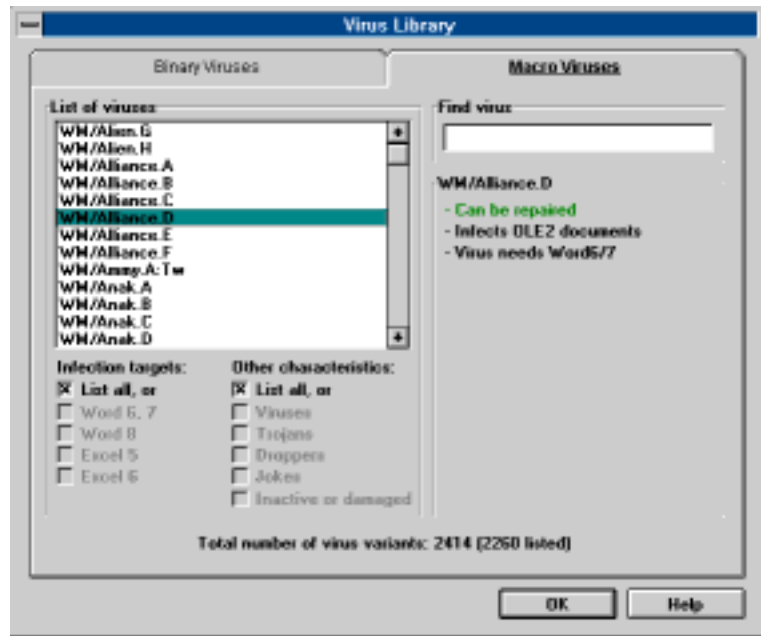 Virus Library
Binary Viruses
Macro Viruses
List of viruses
WM/Alien.G
WM/Alien.H
WM/Alliance.A
WM/Alliance.B
WM/Alliance.C
WM/Alliance.D
WM/Alliance.E
WM/Alliance.F
WM/Ammy.A:Tw
WM/Anak.A
WM/Anak.B
WM/Anak.C
WM/Anak.D
Infection targets:
List all, or
Word 6, 7
Word 8
Excel 5
Excel 6
Other characteristics:
List all, or
Viruses
Trojans
Droppers
Jokes
Inactive or damaged
Find virus
WM/Alliance.D
- Can be repaired
- Infects OLE2 documents
- Virus needs Word6/7
Total number of virus variants: 2414 (2260 listed)
OK
Help